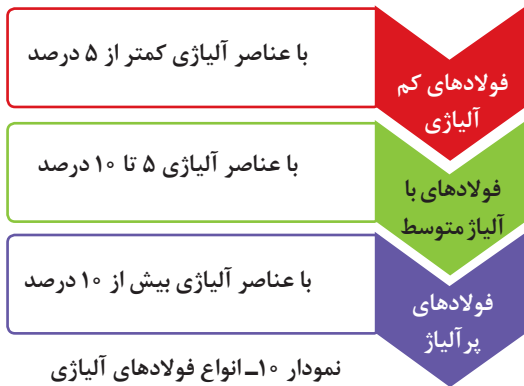 فولادهای کم
آلیاژی
با عناصر آلیاژی کمتر از ۵ درصد
فولادهای با
آلیاژ متوسط
با عناصر آلیاژی ۵ تا ۱۰ درصد
فولادهای
پر آلیاژ
با عناصر آلیاژی بیش از ۱۰ درصد
نمودار ۱۰ـ انواع فولادهای آلیاژی